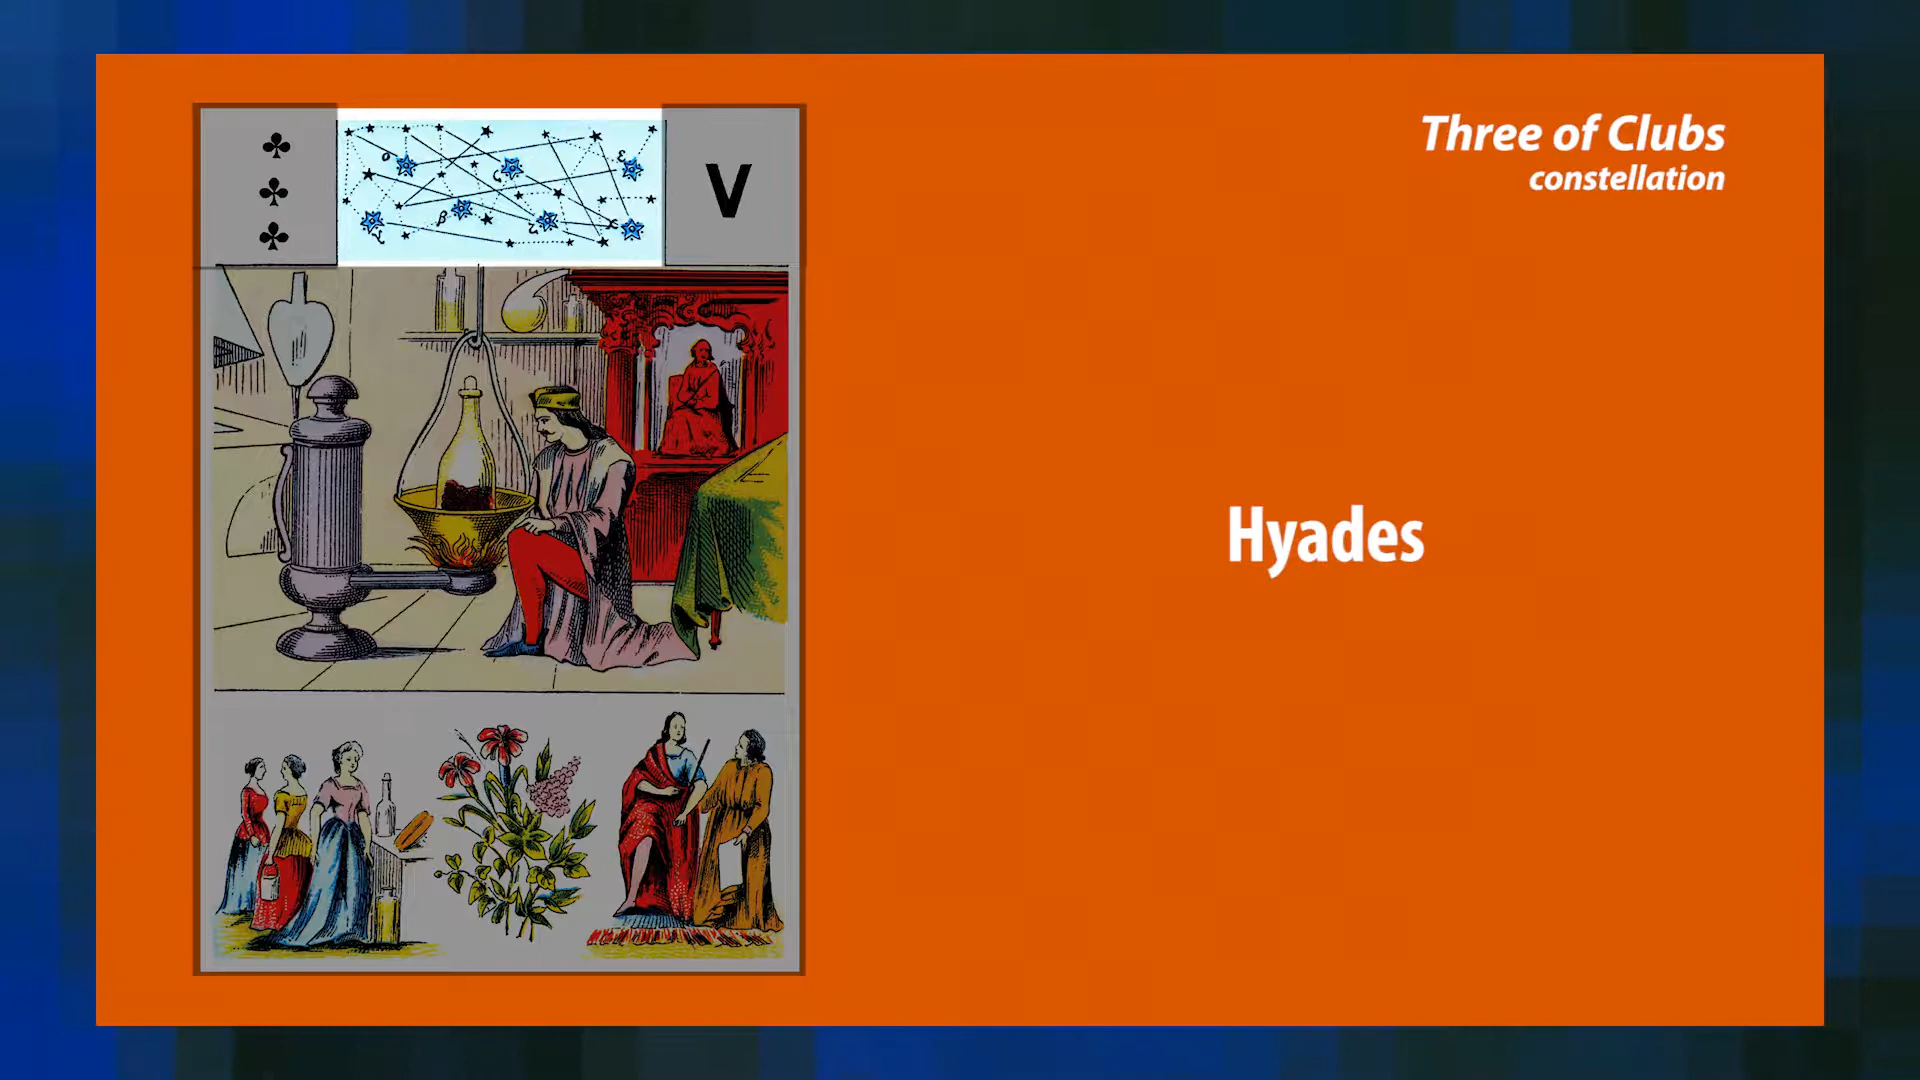 Three of Clubs
constellation
V
Hyades